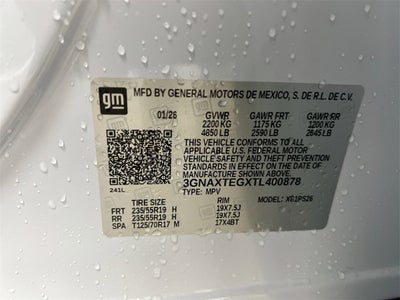 gm
MFD BY GENERAL MOTORS DE MEXICO, S. DE R.L. DE C.V.
01/26 GVWR GAWR FRT GAWR RR
2200 KG 1175 KG 1200 KG
4850 LB 2590 LB 2645 LB
THIS VEHICLE CONFORMS TO ALL
APPLICABLE U.S. FEDERAL MOTOR
VEHICLE SAFETY AND THEFT PREVENTION
STANDARDS IN EFFECT ON THE DATE OF
MANUFACTURE SHOWN ABOVE.
3GNAXTEGXTL400878
TYPE: MPV
241L
TIRE SIZE RIM MODEL: XR1PS26
FRT 235/55R19 H 19X7.5J
RR 235/55R19 H 19X7.5J
SPA T125/70R17 M 17X4BT